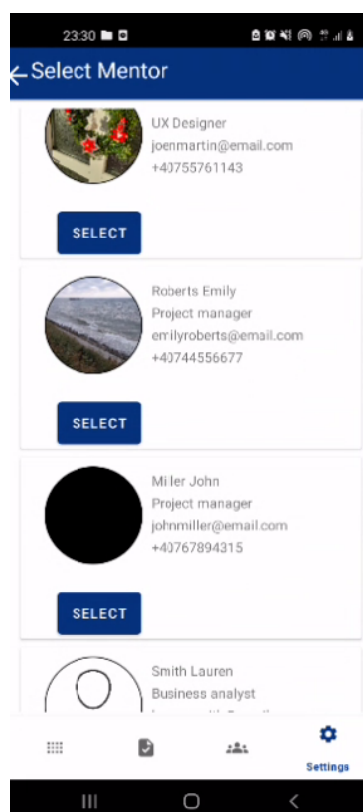 23:30
Select Mentor
UX Designer
joenmartin@email.com
+40755761143
SELECT
Roberts Emily
Project manager
emilyroberts@email.com
+40744556677
SELECT
Miller John
Project manager
johnmiller@email.com
+40767894315
SELECT
Smith Lauren
Business analyst
Settings